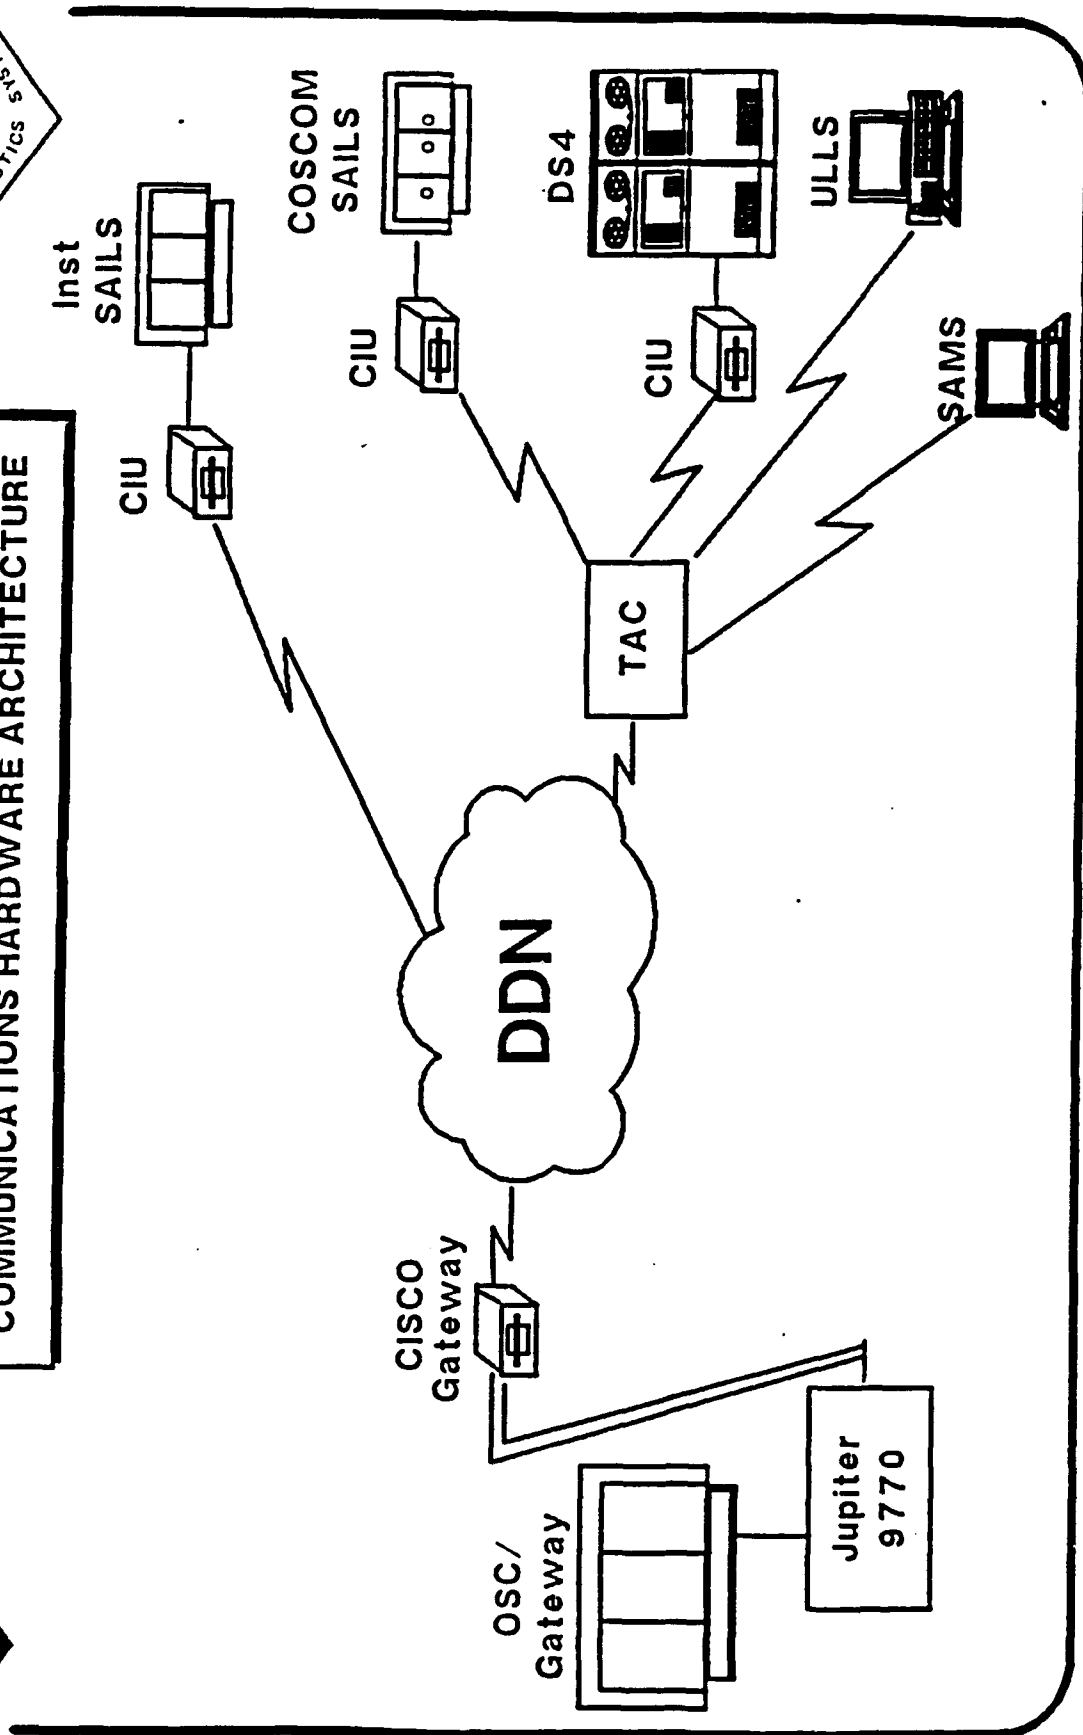 COMMUNICATIONS HARDWARE ARCHITECTURE
Inst
SAILS
CIU
COSCOM
SAILS
CIU
CISCO
Gateway
DDN
OSC/
Gateway
DS4
CIU
TAC
ULLS
Jupiter
9770
SAMS